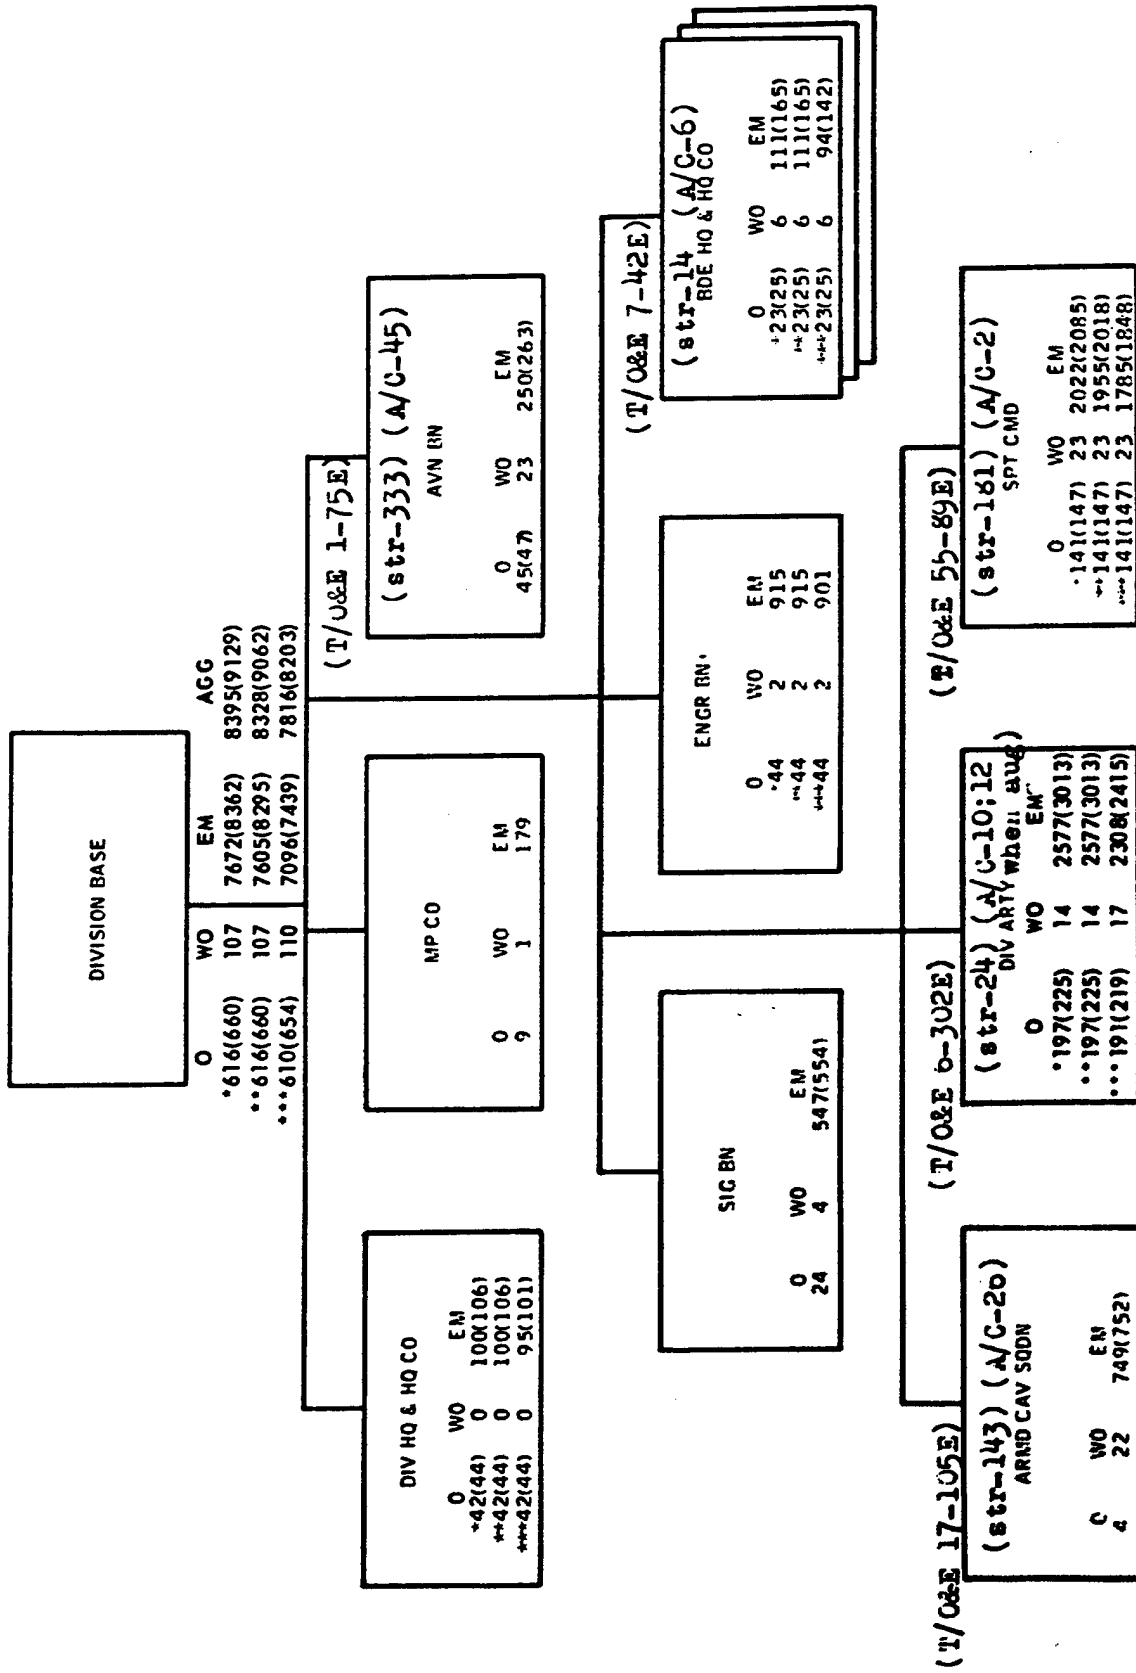 DIVISION BASE
O WO EM AGG
*616(660) 107 7672(8362) 8395(9129)
**616(660) 107 7605(8295) 8328(9062)
***610(654) 110 7096(7439) 7816(8203)
DIV HQ & HQ CO
O WO EM
*42(44) 0 100(106)
**42(44) 0 100(106)
***42(44) 0 95(101)
MP CO
O WO EM
9 1 179
(T/O&E 1-75E)
(str-333) (A/C-45)
AVN BN
O WO EM
45(47) 23 250(263)
SIG BN
O WO EM
24 4 547(554)
ENGR BN
O WO EM
*44 2 915
**44 2 915
***44 2 901
(T/O&E 7-42E)
(str-14 (A/C-6)
BDE HQ & HQ CO
O WO EM
*23(25) 6 111(165)
**23(25) 6 111(165)
***23(25) 6 94(142)
(T/O&E 17-105E)
(str-143) (A/C-26)
ARMD CAV SQDN
O WO EM
4 22 749(752)
(T/O&E 6-302E)
(str-24) (A/C-10;12
DIV ARTY when aug)
O WO EM
*197(225) 14 2577(3013)
**197(225) 14 2577(3013)
***191(219) 17 2308(2415)
(T/O&E 55-89E)
(str-181) (A/C-2)
SPT CMD
O WO EM
*141(147) 23 2022(2085)
**141(147) 23 1955(2018)
***141(147) 23 1785(1848)